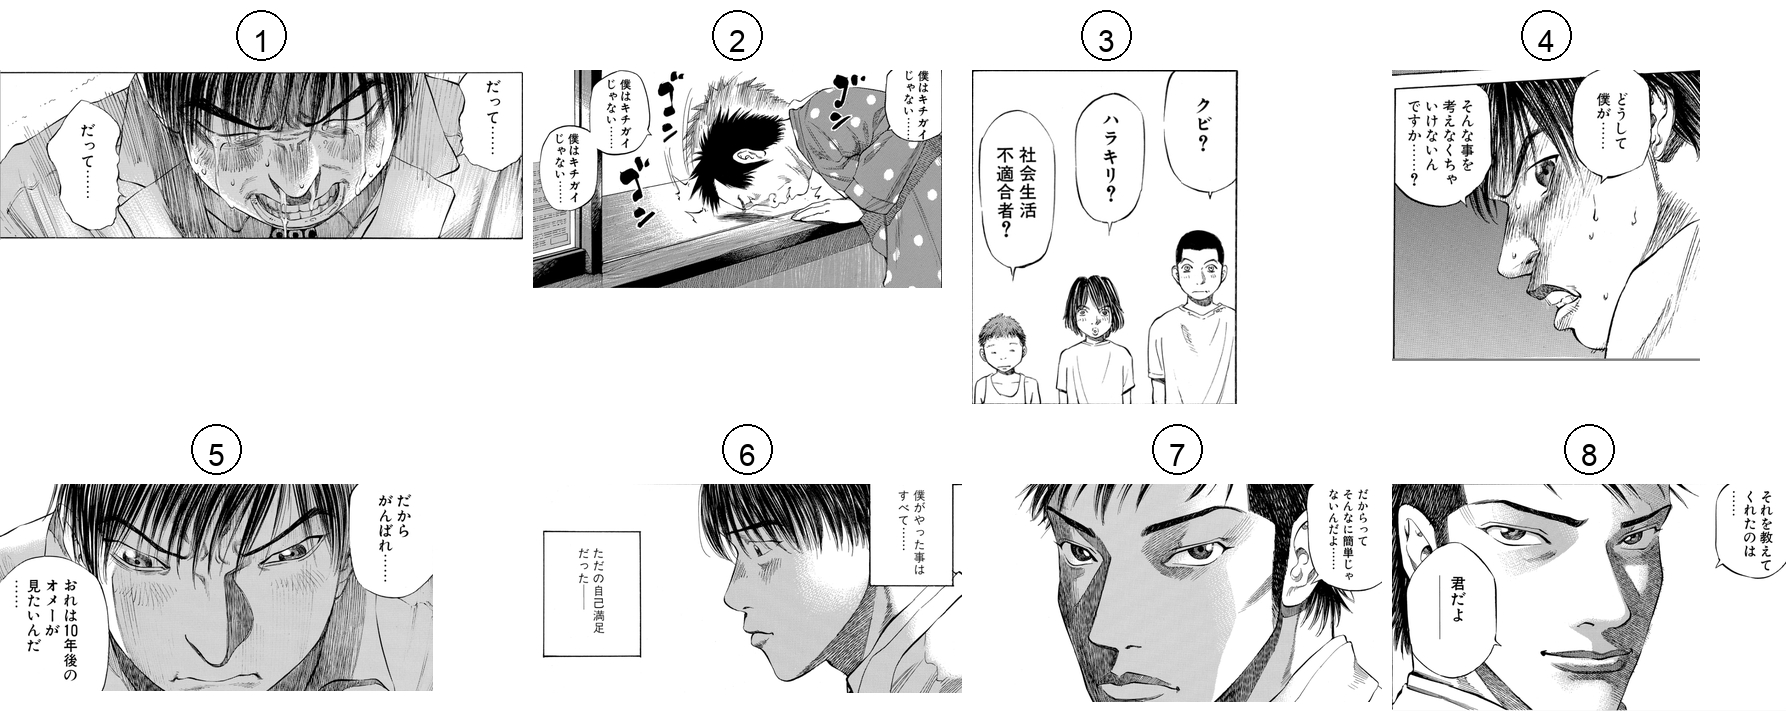 1
だって……
だって……
2
僕はキチガイ
じゃない……
僕はキチガイ
じゃない……
僕はキチガイ
じゃない……
ゴン
ゴン
ゴン
3
クビ？
ハラキリ？
社会生活
不適合者？
4
どうして
僕が……
そんな事を
考えなくちゃ
いけないん
ですか……？
5
だから
がんばれ……
おれは10年後の
オメーが
見たいんだ
……
6
僕がやった事は
すべて……
ただの自己満足
だった──
7
だからって
そんなに簡単じゃ
ないんだよ……
8
それを教えて
くれたのは
……
──君だよ──